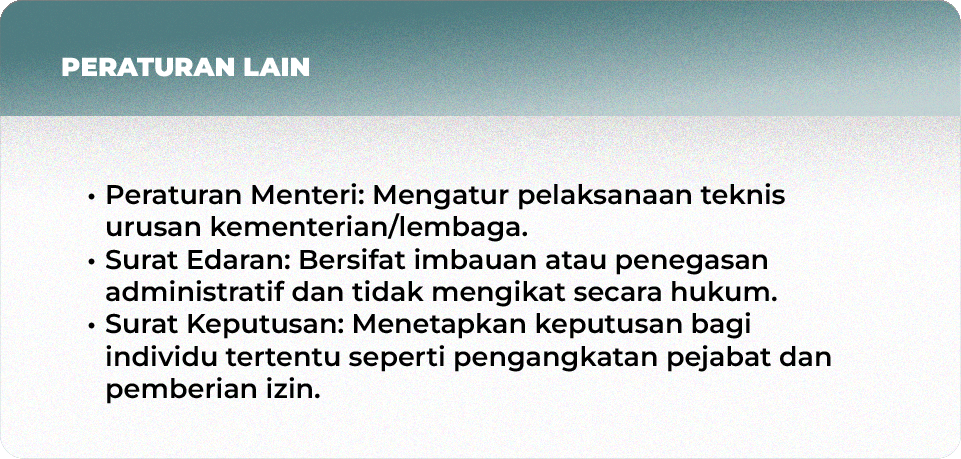 PERATURAN LAIN
• Peraturan Menteri: Mengatur pelaksanaan teknis
urusan kementerian/lembaga.
• Surat Edaran: Bersifat imbauan atau penegasan
administratif dan tidak mengikat secara hukum.
• Surat Keputusan: Menetapkan keputusan bagi
individu tertentu seperti pengangkatan pejabat dan
pemberian izin.